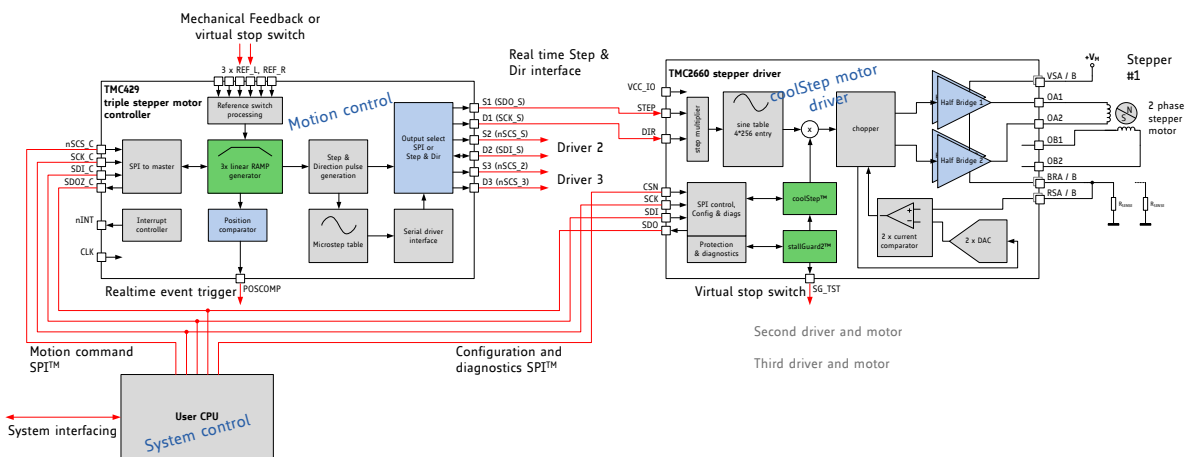 Mechanical Feedback or
virtual stop switch
3 x REF_L, REF_R
TMC429
triple stepper motor
controller
Reference switch
processing
Motion control
nSCS_C
SCK_C
SDI_C
SDOZ_C
SPI to master
3x linear RAMP
generator
Step &
Direction pulse
generation
Output select
SPI or
Step & Dir
S1 (SDO_S)
D1 (SCK_S)
S2 (nSCS_S)
D2 (SDI_S)
S3 (nSCS_2)
D3 (nSCS_3)
Driver 2
Driver 3
nINT
CLK
Interrupt
controller
Position
comparator
Microstep table
Serial driver
interface
Realtime event trigger
POSCOMP
Real time Step &
Dir interface
TMC2660 stepper driver
coolStep motor
driver
VCC_IO
STEP
DIR
step multiplier
sine table
4*256 entry
x
chopper
Half Bridge 1
Half Bridge 2
+VM
VSA / B
OA1
OA2
OB1
OB2
BRA / B
RSA / B
Stepper
#1
N
S
2 phase
stepper
motor
RSENSE
RSENSE
CSN
SCK
SDI
SDO
SPI control,
Config & diags
Protection
& diagnostics
coolStep™
stallGuard2™
2 x current
comparator
2 x DAC
Virtual stop switch
SG_TST
Second driver and motor
Third driver and motor
Motion command
SPI™
Configuration and
diagnostics SPI™
User CPU
System control
System interfacing